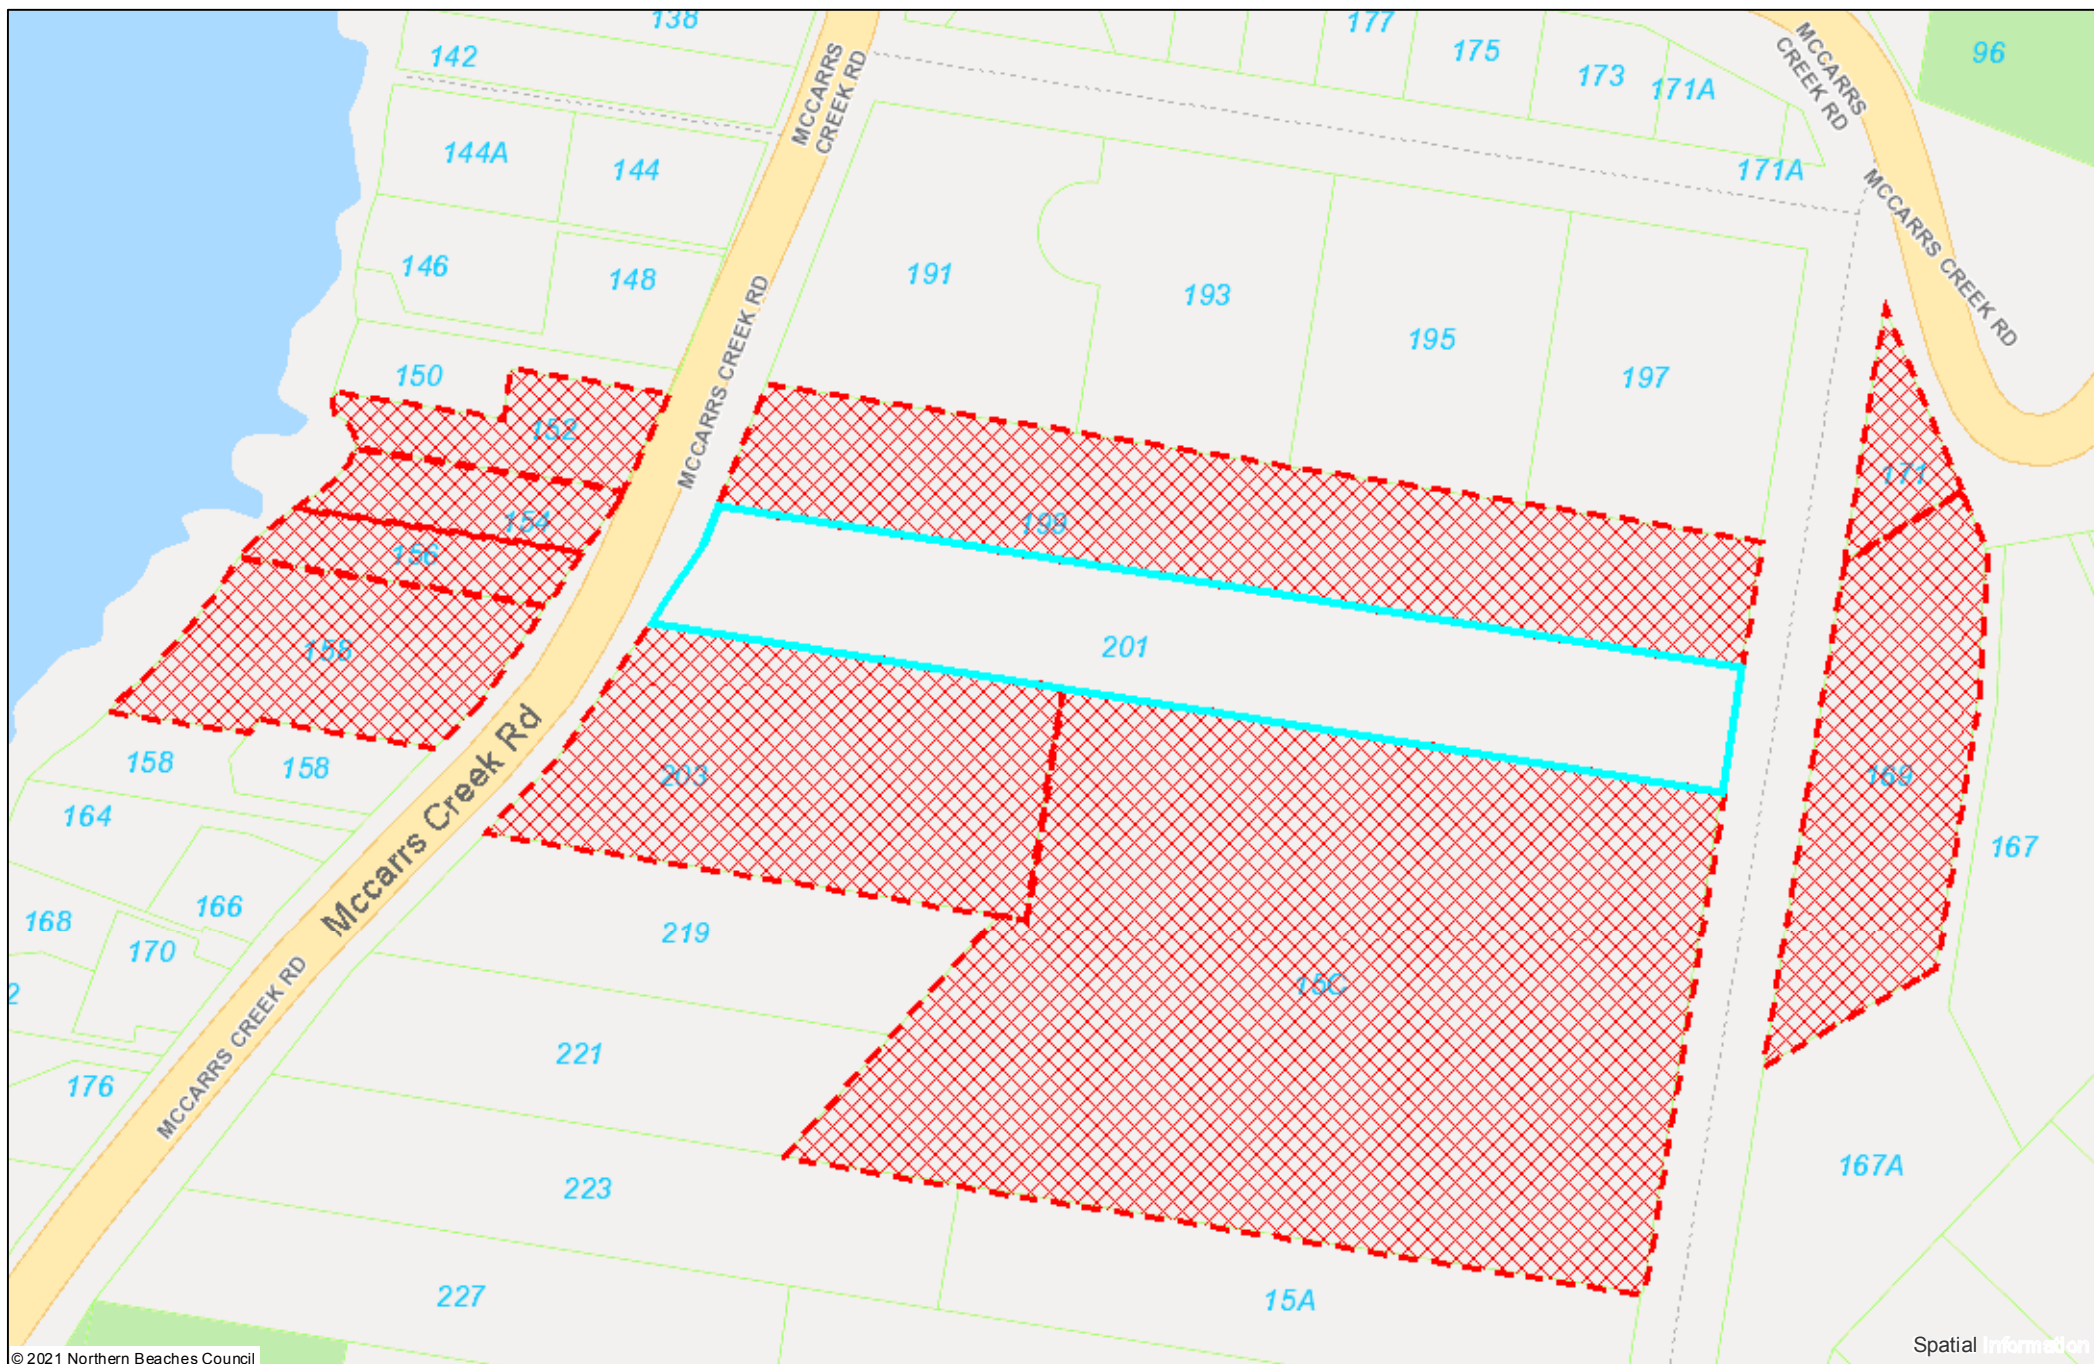 138
177
142
175
96
173
171A
MCCARRS
CREEK RD
MCCARRS
CREEK RD
144A
144
171A
MCCARRS CREEK RD
146
148
191
193
195
197
MCCARRS CREEK RD
150
152
171
154
199
156
201
158
203
169
158
158
Mccarrs Creek Rd
164
167
166
168
170
219
15C
2
MCCARRS CREEK RD
221
176
167A
223
227
15A
Spatial Information
© 2021 Northern Beaches Council